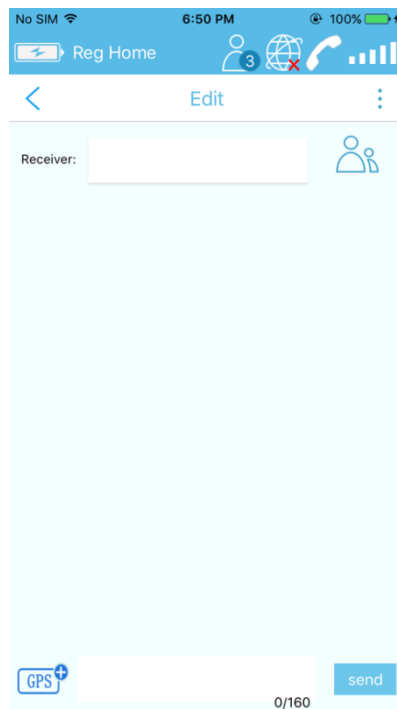 No SIM 6:50 PM 100%
Reg Home 3
Edit
Receiver:
GPS send
0/160